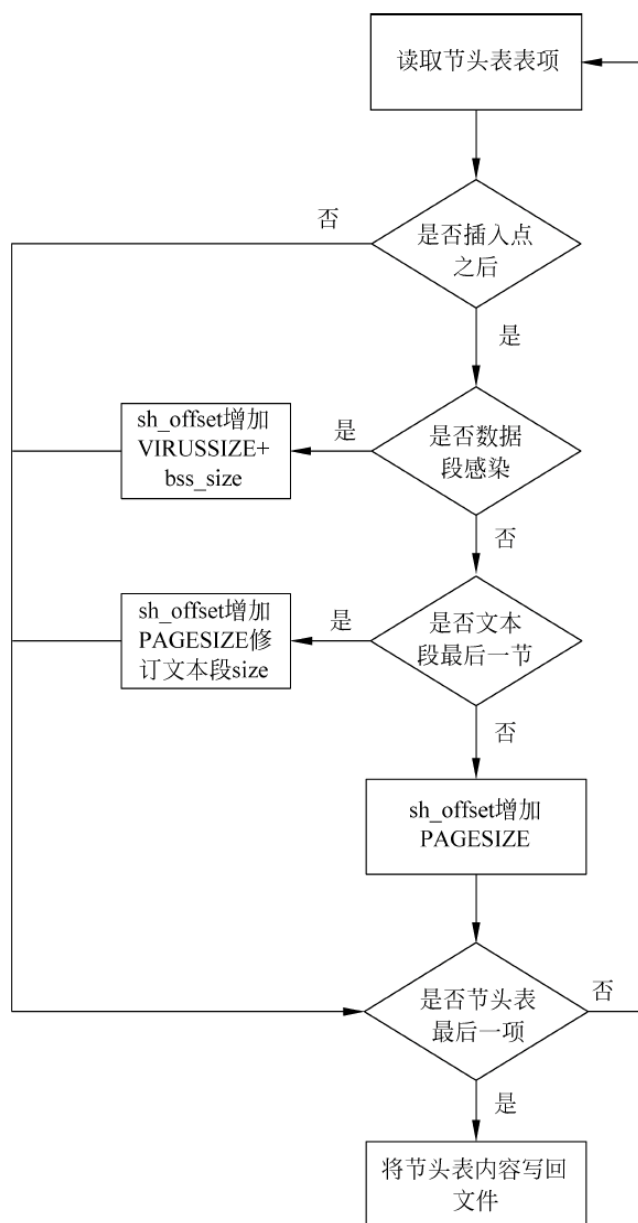 读取节头表表项
否
是否插入点
之后
是
sh_offset增加
VIRUSSIZE+
bss_size
是
是否数据
段感染
否
sh_offset增加
PAGESIZE修
订文本段size
是
是否文本
段最后一节
否
sh_offset增加
PAGESIZE
是否节头表
最后一项
否
是
将节头表内容写回
文件